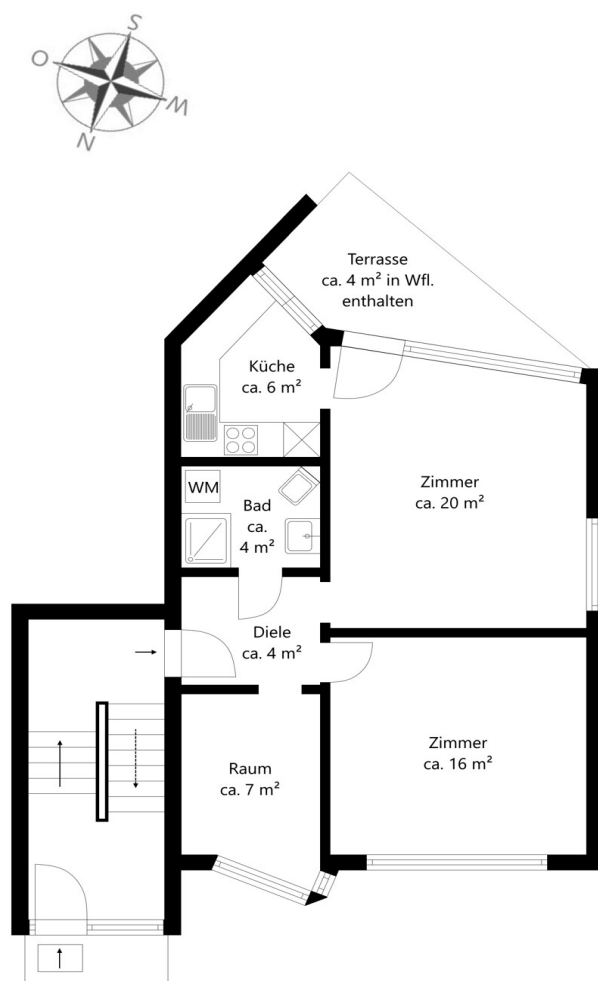 S
O
W
N
Terrasse
ca. 4 m² in Wfl.
enthalten
Küche
ca. 6 m²
Zimmer
ca. 20 m²
WM
Bad
ca.
4 m²
Diele
ca. 4 m²
Zimmer
ca. 16 m²
Raum
ca. 7 m²